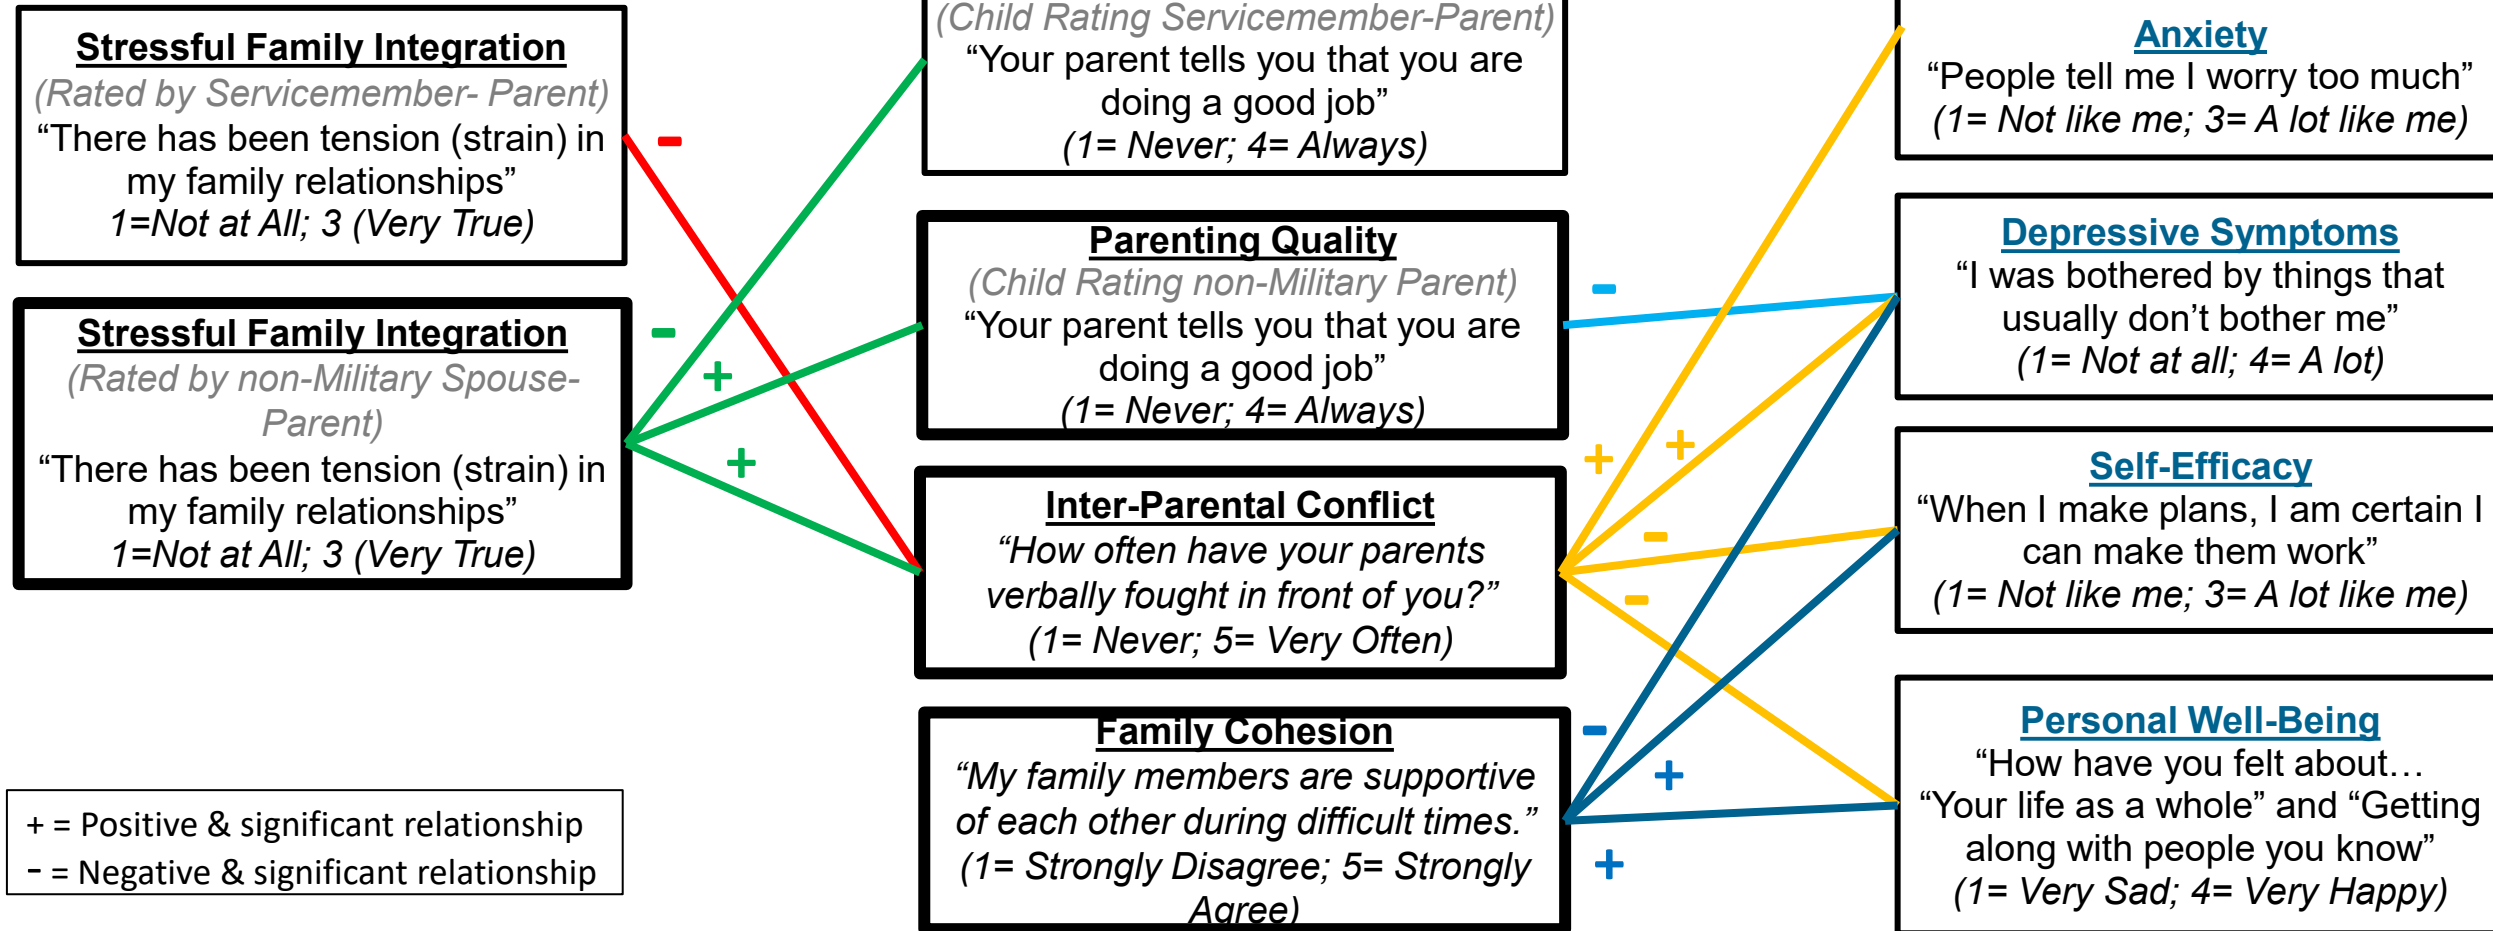 Stressful Family Integration
(Rated by Servicemember- Parent)
“There has been tension (strain) in
my family relationships”
1=Not at All; 3 (Very True)
Stressful Family Integration
(Rated by non-Military Spouse-
Parent)
“There has been tension (strain) in
my family relationships”
1=Not at All; 3 (Very True)
+ = Positive & significant relationship
- = Negative & significant relationship
-
-
+
+
(Child Rating Servicemember-Parent)
“Your parent tells you that you are
doing a good job”
(1= Never; 4= Always)
Parenting Quality
(Child Rating non-Military Parent)
“Your parent tells you that you are
doing a good job”
(1= Never; 4= Always)
Inter-Parental Conflict
“How often have your parents
verbally fought in front of you?”
(1= Never; 5= Very Often)
Family Cohesion
“My family members are supportive
of each other during difficult times.”
(1= Strongly Disagree; 5= Strongly
Agree)
-
+
+
-
-
-
+
+
Anxiety
“People tell me I worry too much”
(1= Not like me; 3= A lot like me)
Depressive Symptoms
“I was bothered by things that
usually don’t bother me”
(1= Not at all; 4= A lot)
Self-Efficacy
“When I make plans, I am certain I
can make them work”
(1= Not like me; 3= A lot like me)
Personal Well-Being
“How have you felt about…
“Your life as a whole” and “Getting
along with people you know”
(1= Very Sad; 4= Very Happy)